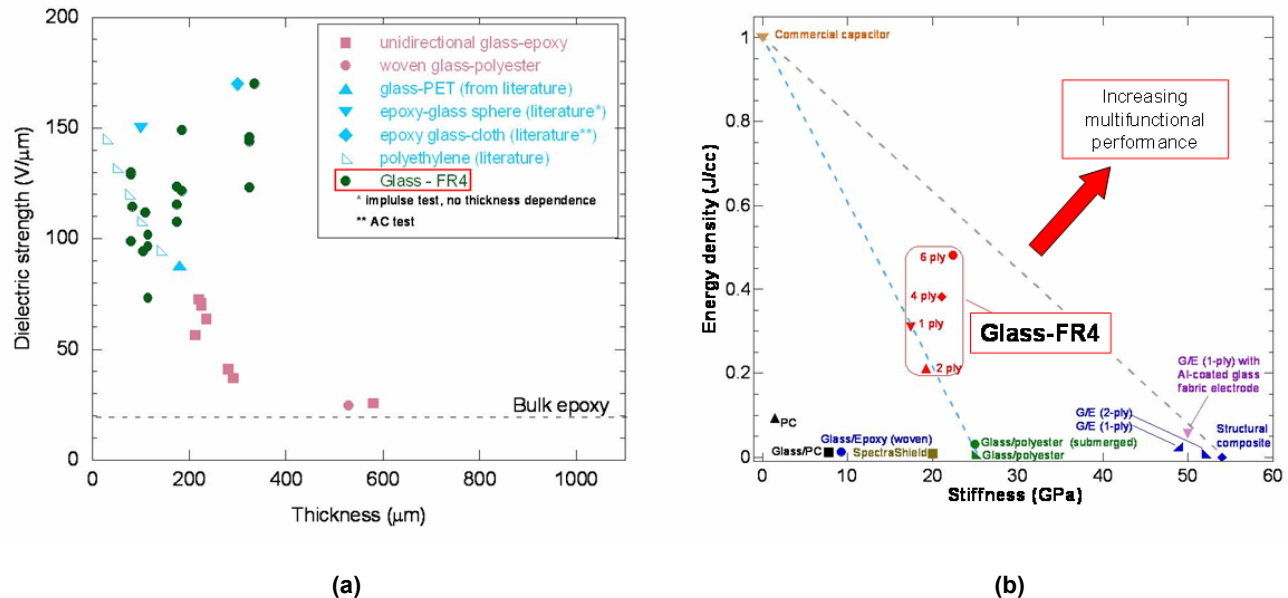 200
150
100
50
0
0
200
400
600
800
1000
Dielectric strength (V/μm)
Thickness (μm)
unidirectional glass-epoxy
woven glass-polyester
glass-PET (from literature)
epoxy-glass sphere (literature*)
epoxy glass-cloth (literature**)
polyethylene (literature)
Glass - FR4
* implulse test, no thickness dependence
** AC test
Bulk epoxy
(a)
1
0.8
0.6
0.4
0.2
0
0
10
20
30
40
50
60
Energy density (J/cc)
Stiffness (GPa)
Commercial capacitor
Increasing
multifunctional
performance
6 ply
4 ply
1 ply
2 ply
Glass-FR4
G/E (1-ply) with
Al-coated glass
fabric electrode
G/E (2-ply)
G/E (1-ply)
Structural
composite
PC
Glass/Epoxy (woven)
Glass/PC
SpectraShield
Glass/polyester (submerged)
Glass/polyester
(b)